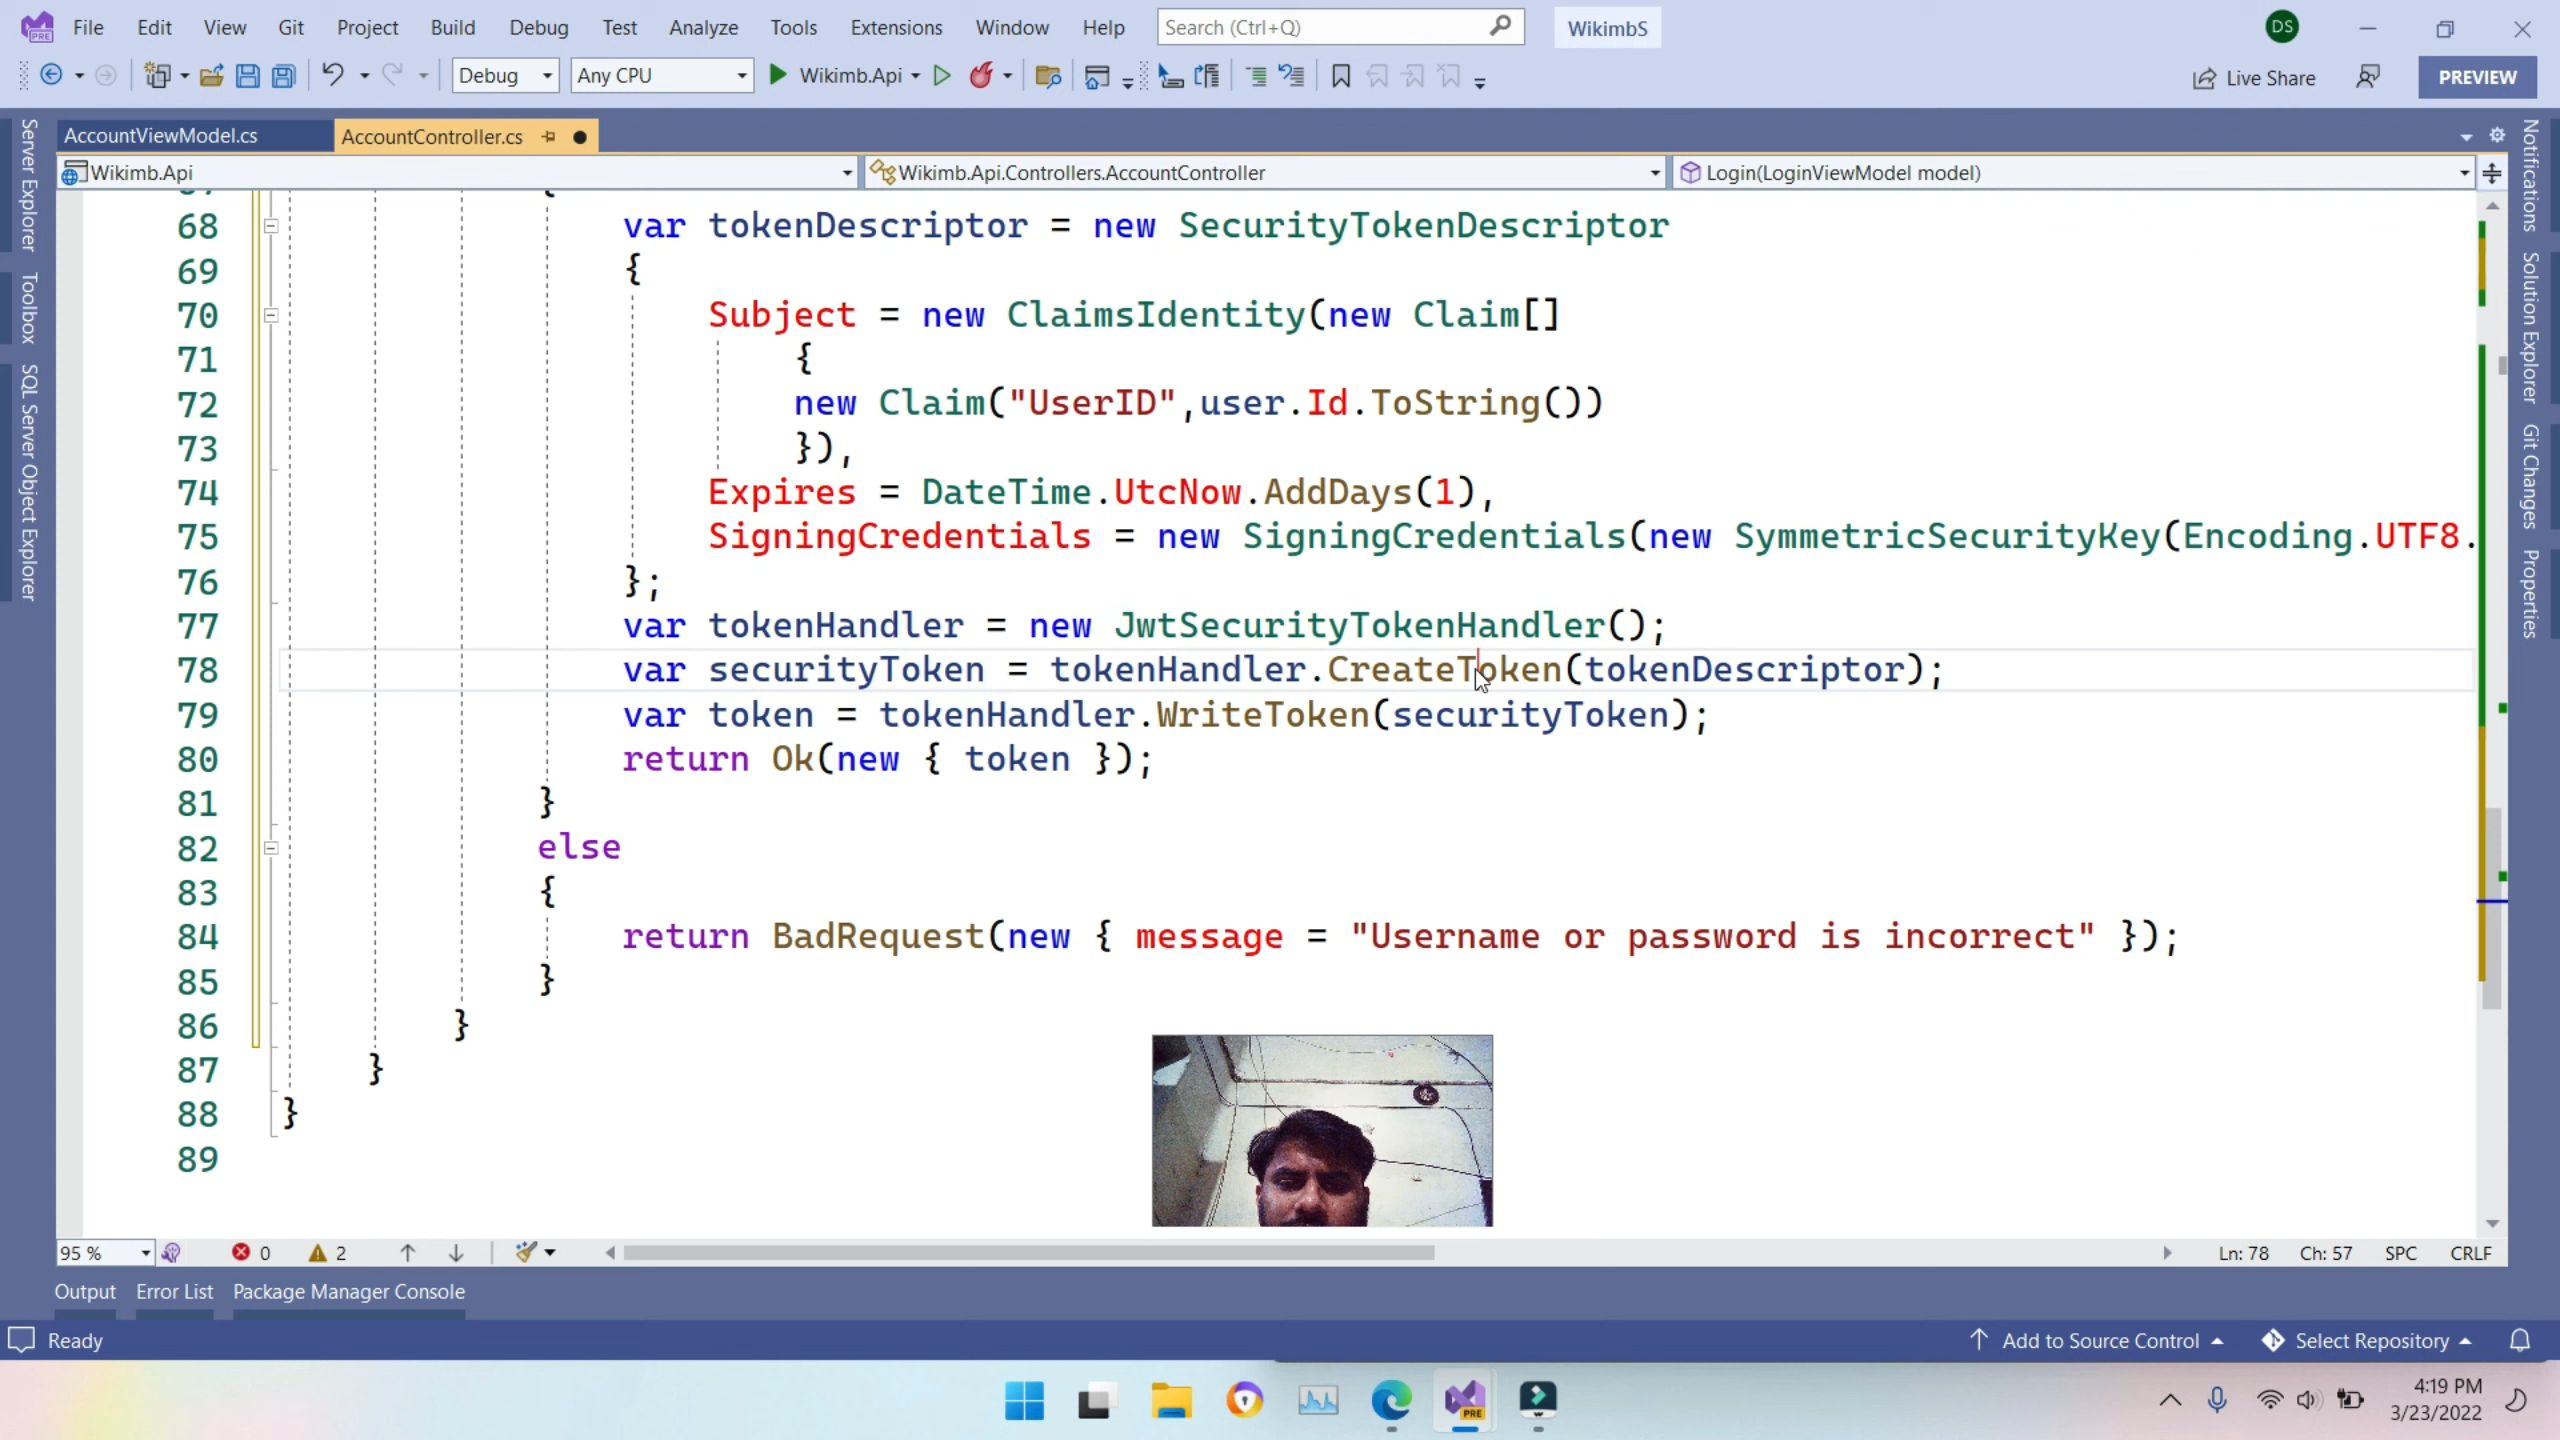 File Edit View Git Project Build Debug Test Analyze Tools Extensions Window Help Search (Ctrl+Q) WikimbS DS
Debug Any CPU Wikimb.Api Live Share PREVIEW
AccountViewModel.cs AccountController.cs
Wikimb.Api Wikimb.Api.Controllers.AccountController Login(LoginViewModel model)
Server Explorer
Toolbox
SQL Server Object Explorer
68 var tokenDescriptor = new SecurityTokenDescriptor
69 {
70 Subject = new ClaimsIdentity(new Claim[]
71 {
72 new Claim("UserID",user.Id.ToString())
73 }),
74 Expires = DateTime.UtcNow.AddDays(1),
75 SigningCredentials = new SigningCredentials(new SymmetricSecurityKey(Encoding.UTF8.
76 };
77 var tokenHandler = new JwtSecurityTokenHandler();
78 var securityToken = tokenHandler.CreateToken(tokenDescriptor);
79 var token = tokenHandler.WriteToken(securityToken);
80 return Ok(new { token });
81 }
82 else
83 {
84 return BadRequest(new { message = "Username or password is incorrect" });
85 }
86 }
87 }
88 }
89
Notifications
Solution Explorer
Git Changes
Properties
95 % 0 2 Ln: 78 Ch: 57 SPC CRLF
Output Error List Package Manager Console
Ready Add to Source Control Select Repository
PRE
4:19 PM
3/23/2022